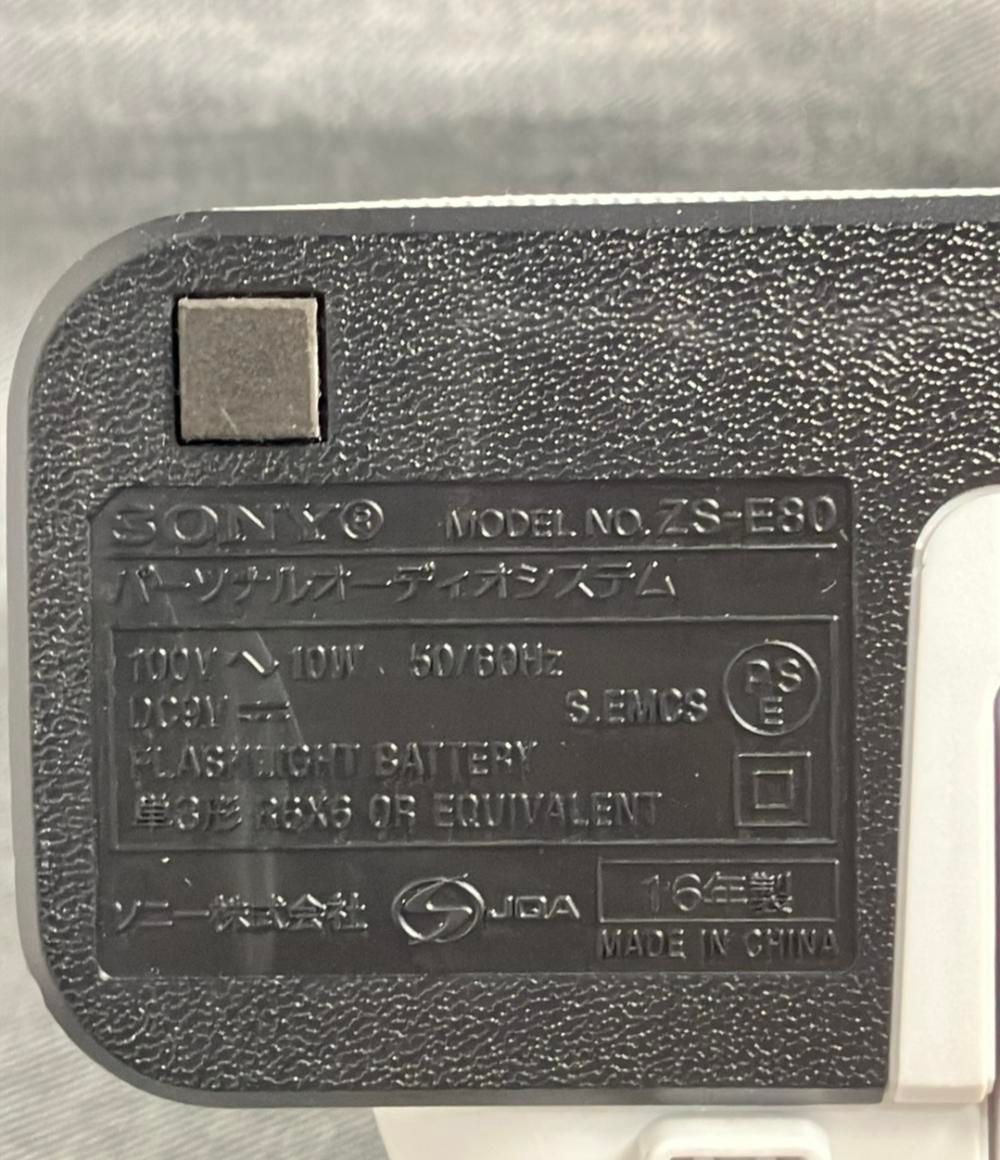 SONY® MODEL NO. ZS-E80
パーソナルオーディオシステム
100V ～ 10W、50/60Hz
DC9V ⎓ S.EMCS
PSE
FLASHLIGHT BATTERY
単3形 R6X6 OR EQUIVALENT
ソニー株式会社 JQA 16年製
MADE IN CHINA